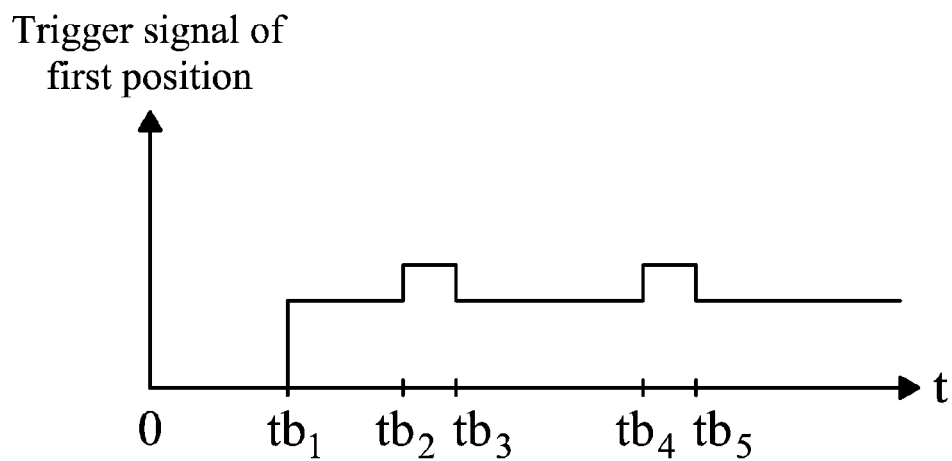 Trigger signal of
first position
t
0 tb₁ tb₂ tb₃ tb₄ tb₅